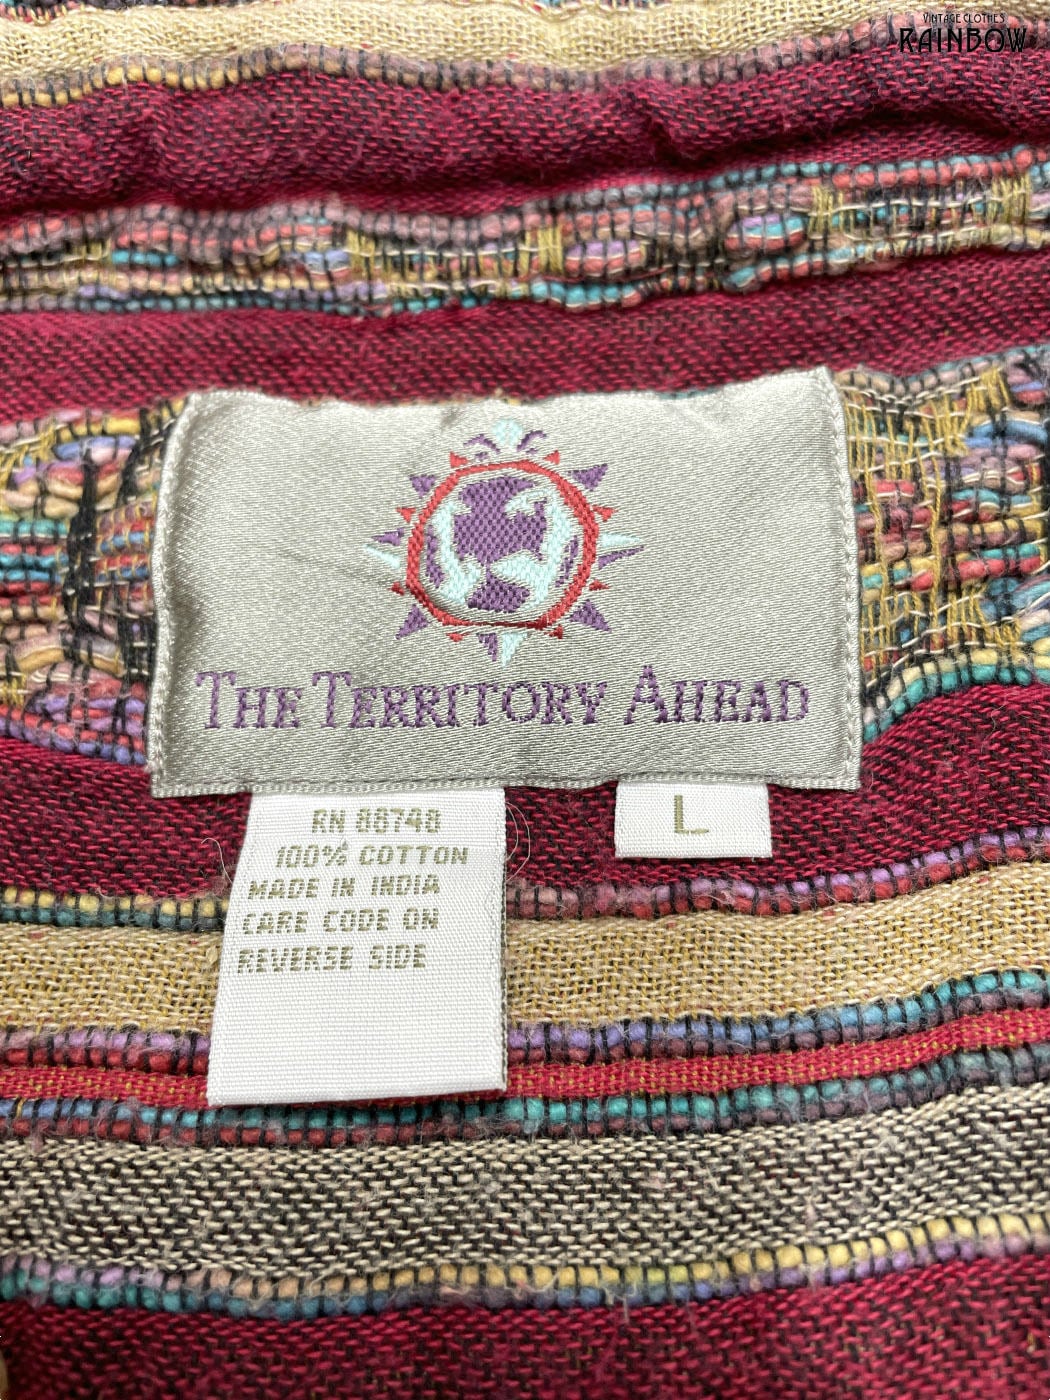 VINTAGE CLOTHES
RAINBOW
THE TERRITORY AHEAD
RN 88748
100% COTTON
MADE IN INDIA
CARE CODE ON
REVERSE SIDE
L